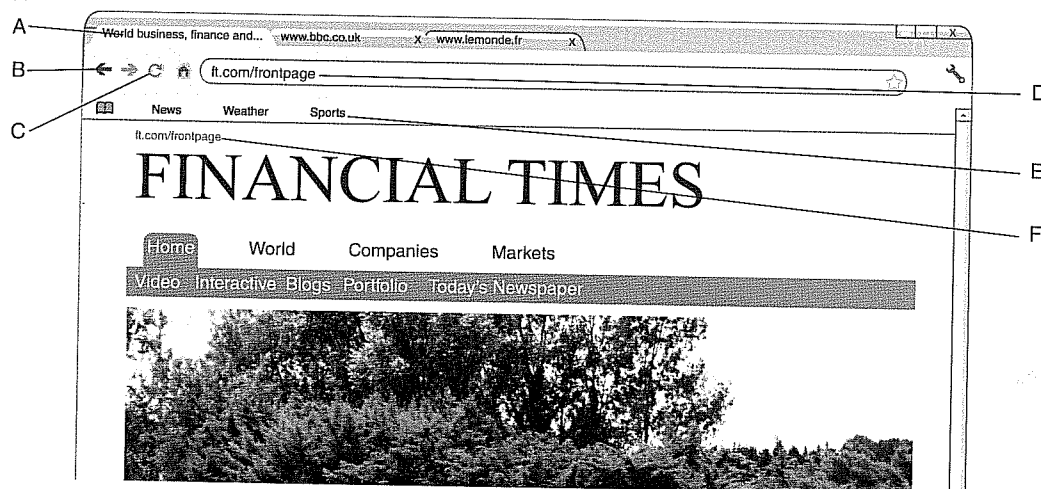 A World business, finance and... www.bbc.co.uk X www.lemonde.fr X X
B ft.com/frontpage D
News Weather Sports
C ft.com/frontpage E
FINANCIAL TIMES
F
Home World Companies Markets
Video Interactive Blogs Portfolio Today's Newspaper